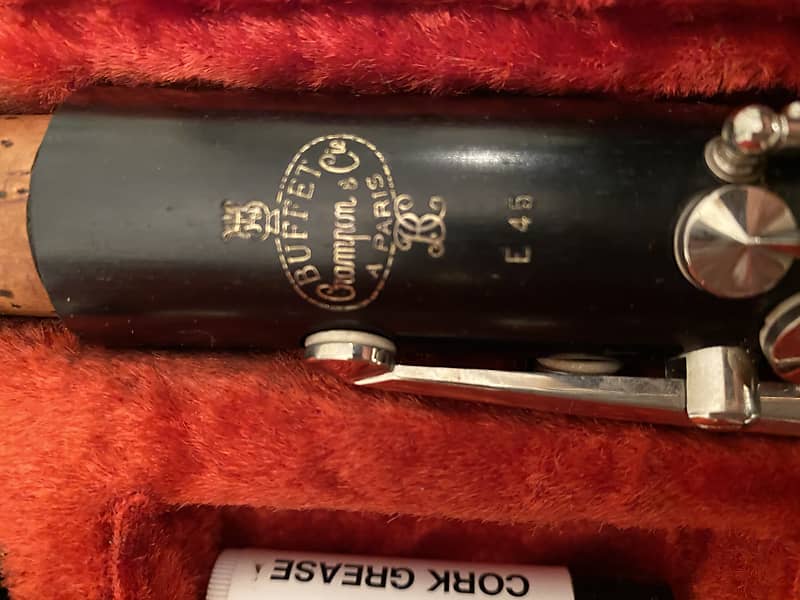 BUFFET
Crampon & Cie
A PARIS
BC
E 45
CORK GREASE